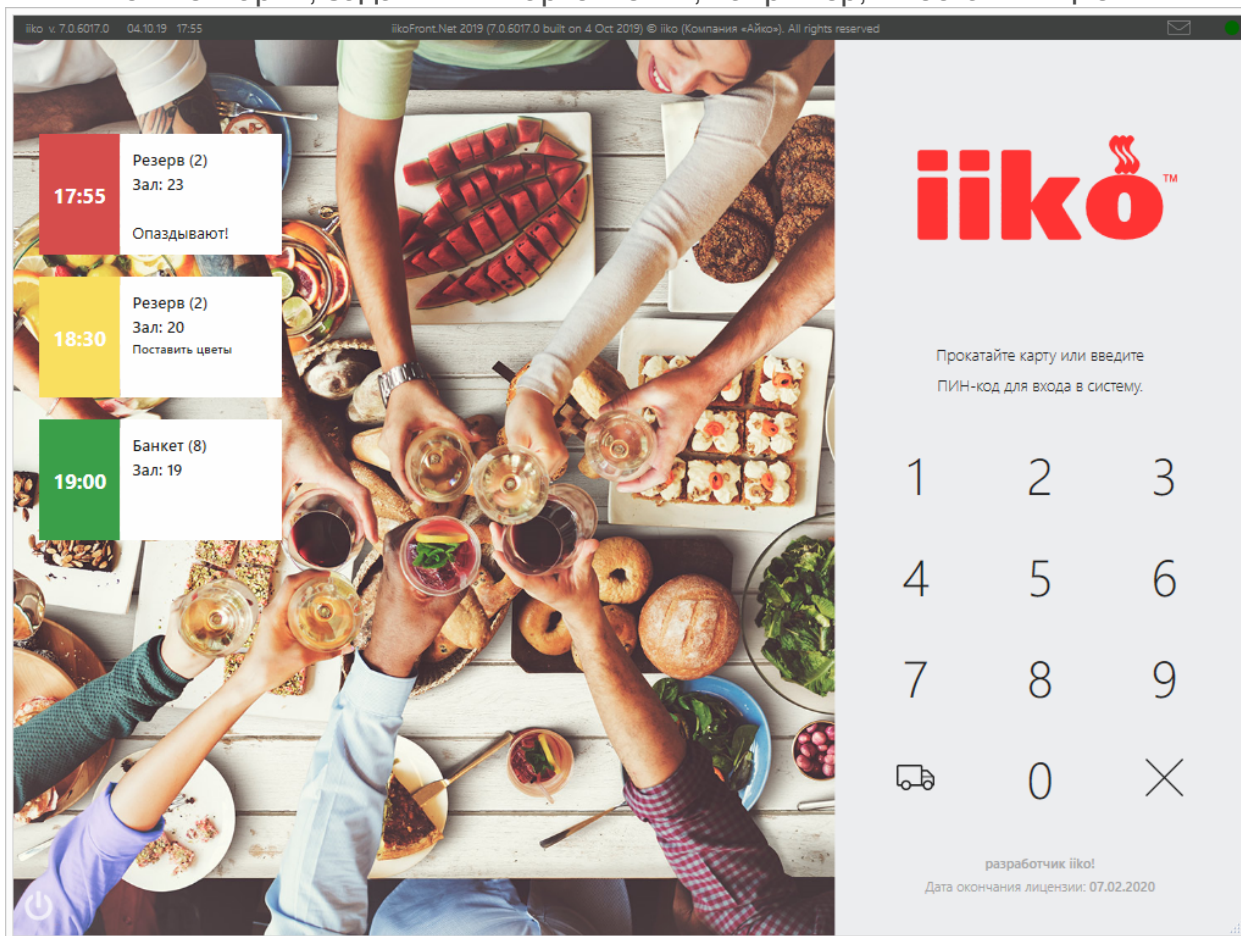 iiko v. 7.0.6017.0 04.10.19 17:55 iikoFront.Net 2019 (7.0.6017.0 built on 4 Oct 2019) © iiko (Компания «Айко»). All rights reserved
17:55
Резерв (2)
Зал: 23
Опаздывают!
18:30
Резерв (2)
Зал: 20
Поставить цветы
19:00
Банкет (8)
Зал: 19
iiko™
Прокатайте карту или введите
ПИН-код для входа в систему.
1 2 3
4 5 6
7 8 9
0
разработчик iiko!
Дата окончания лицензии: 07.02.2020